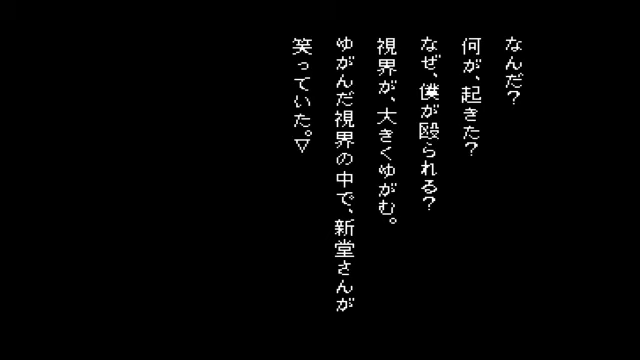 なんだ？
何が、起きた？
なぜ、僕が殴られる？
視界が、大きくゆがむ。
ゆがんだ視界の中で、新堂さんが
笑っていた。▽